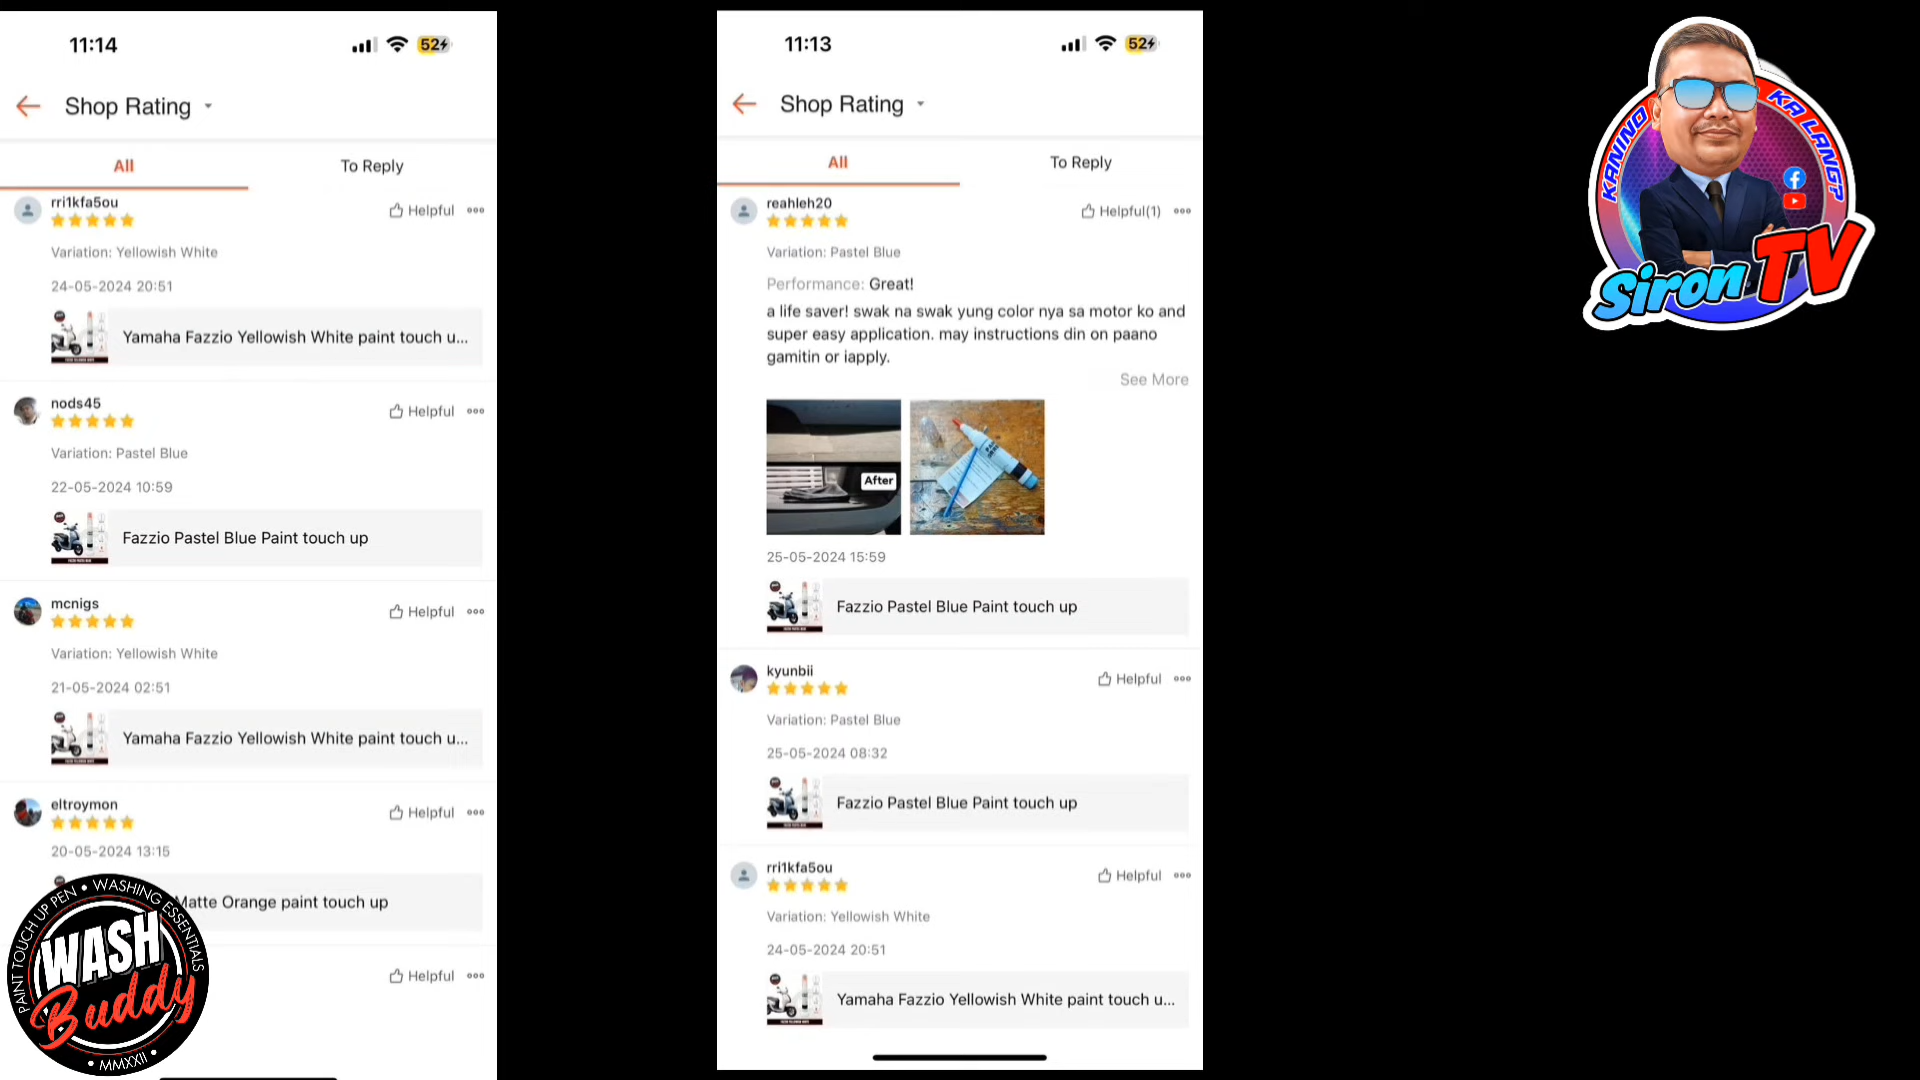 11:14
52
Shop Rating
All
To Reply
rri1kfa5ou
Helpful
Variation: Yellowish White
24-05-2024 20:51
Yamaha Fazzio Yellowish White paint touch u...
nods45
Helpful
Variation: Pastel Blue
22-05-2024 10:59
Fazzio Pastel Blue Paint touch up
mcnigs
Helpful
Variation: Yellowish White
21-05-2024 02:51
Yamaha Fazzio Yellowish White paint touch u...
eltroymon
Helpful
20-05-2024 13:15
Matte Orange paint touch up
Helpful
PAINT TOUCH UP PEN • WASHING ESSENTIALS
WASH
Buddy
• MMXXII •
11:13
52
Shop Rating
All
To Reply
reahleh20
Helpful(1)
Variation: Pastel Blue
Performance: Great!
a life saver! swak na swak yung color nya sa motor ko and
super easy application. may instructions din on paano
gamitin or iapply.
See More
After
25-05-2024 15:59
Fazzio Pastel Blue Paint touch up
kyunbii
Helpful
Variation: Pastel Blue
25-05-2024 08:32
Fazzio Pastel Blue Paint touch up
rri1kfa5ou
Helpful
Variation: Yellowish White
24-05-2024 20:51
Yamaha Fazzio Yellowish White paint touch u...
KANINO KA LANG?
Siron TV